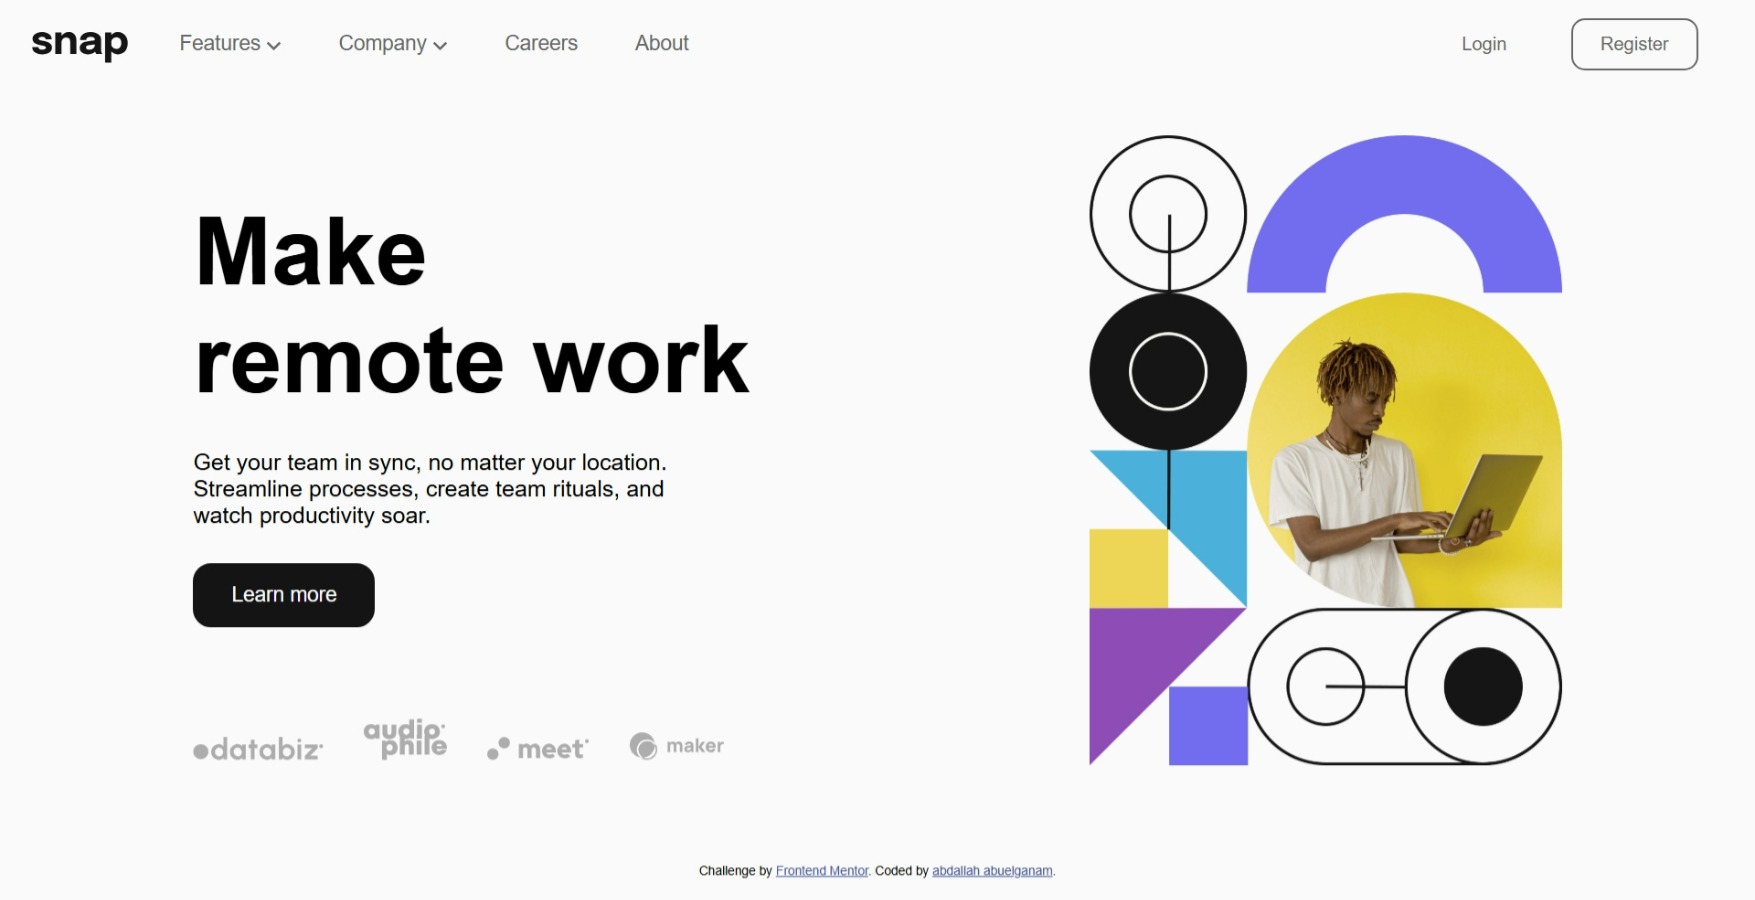 snap Features Company Careers About Login Register
Make
remote work
Get your team in sync, no matter your location.
Streamline processes, create team rituals, and
watch productivity soar.
Learn more
databiz audiophile meet maker
Challenge by Frontend Mentor. Coded by abdallah abuelganam.